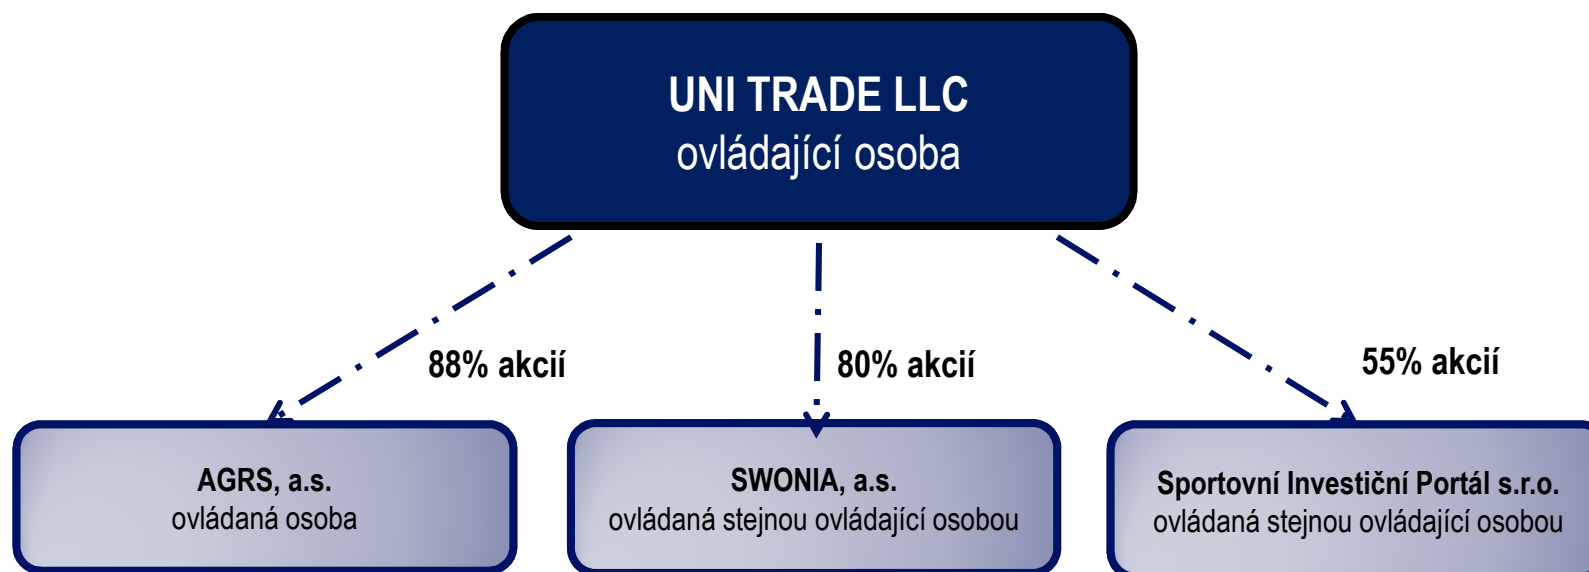 UNI TRADE LLC
ovládající osoba
88% akcií
80% akcií
55% akcií
AGRS, a.s.
ovládaná osoba
SWONIA, a.s.
ovládaná stejnou ovládající osobou
Sportovní Investiční Portál s.r.o.
ovládaná stejnou ovládající osobou